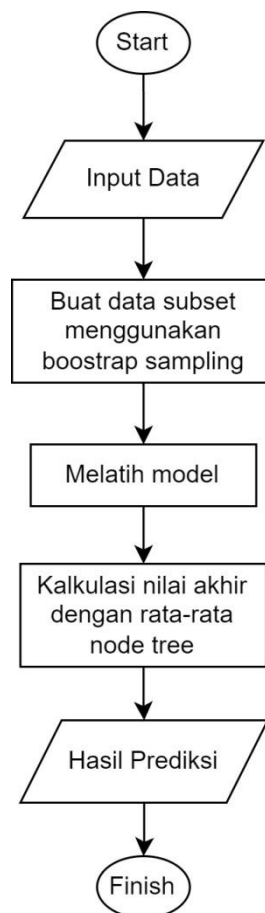 Start
Input Data
Buat data subset
menggunakan
boostrap sampling
Melatih model
Kalkulasi nilai akhir
dengan rata-rata
node tree
Hasil Prediksi
Finish